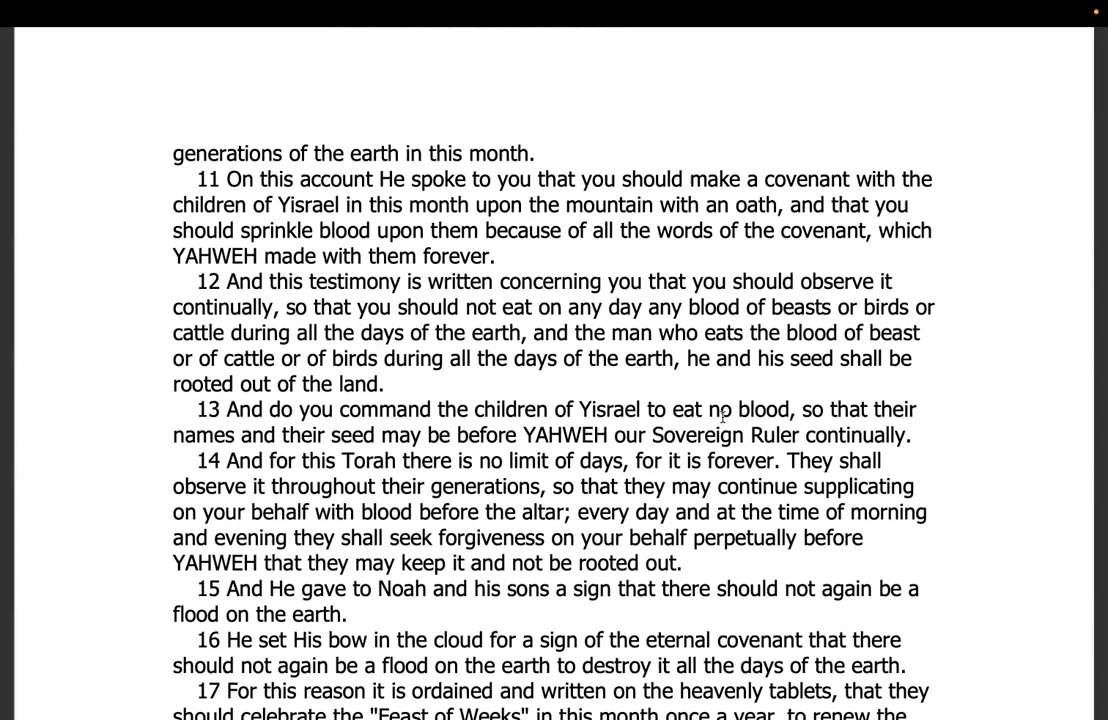 generations of the earth in this month.
11 On this account He spoke to you that you should make a covenant with the
children of Yisrael in this month upon the mountain with an oath, and that you
should sprinkle blood upon them because of all the words of the covenant, which
YAHWEH made with them forever.
12 And this testimony is written concerning you that you should observe it
continually, so that you should not eat on any day any blood of beasts or birds or
cattle during all the days of the earth, and the man who eats the blood of beast
or of cattle or of birds during all the days of the earth, he and his seed shall be
rooted out of the land.
13 And do you command the children of Yisrael to eat no blood, so that their
names and their seed may be before YAHWEH our Sovereign Ruler continually.
14 And for this Torah there is no limit of days, for it is forever. They shall
observe it throughout their generations, so that they may continue supplicating
on your behalf with blood before the altar; every day and at the time of morning
and evening they shall seek forgiveness on your behalf perpetually before
YAHWEH that they may keep it and not be rooted out.
15 And He gave to Noah and his sons a sign that there should not again be a
flood on the earth.
16 He set His bow in the cloud for a sign of the eternal covenant that there
should not again be a flood on the earth to destroy it all the days of the earth.
17 For this reason it is ordained and written on the heavenly tablets, that they
should celebrate the "Feast of Weeks" in this month once a year, to renew the